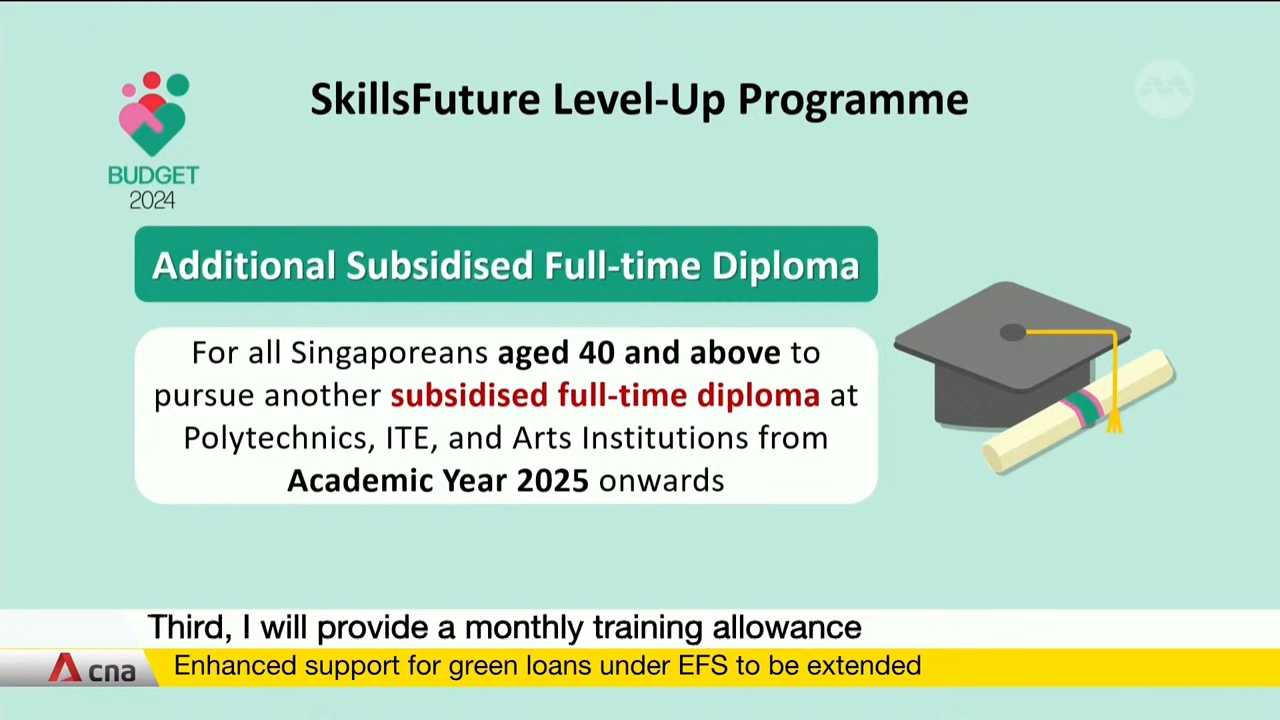 SkillsFuture Level-Up Programme
BUDGET
2024
Additional Subsidised Full-time Diploma
For all Singaporeans aged 40 and above to
pursue another subsidised full-time diploma at
Polytechnics, ITE, and Arts Institutions from
Academic Year 2025 onwards
Third, I will provide a monthly training allowance
cna
Enhanced support for green loans under EFS to be extended